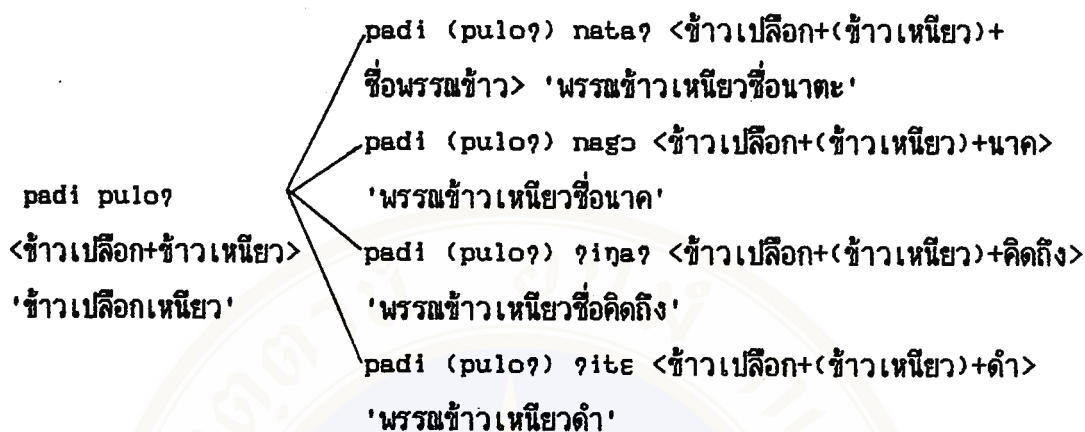 padi (pulo?) nata? <ข้าวเปลือก+(ข้าวเหนียว)+
ชื่อพรรณข้าว> 'พรรณข้าวเหนียวชื่อนาตะ'
padi (pulo?) nagɔ <ข้าวเปลือก+(ข้าวเหนียว)+นาค>
'พรรณข้าวเหนียวชื่อนาค'
padi pulo?
<ข้าวเปลือก+ข้าวเหนียว>
'ข้าวเปลือกเหนียว'
padi (pulo?) ?iŋa? <ข้าวเปลือก+(ข้าวเหนียว)+คิดถึง>
'พรรณข้าวเหนียวชื่อคิดถึง'
padi (pulo?) ?itɛ <ข้าวเปลือก+(ข้าวเหนียว)+ดำ>
'พรรณข้าวเหนียวดำ'